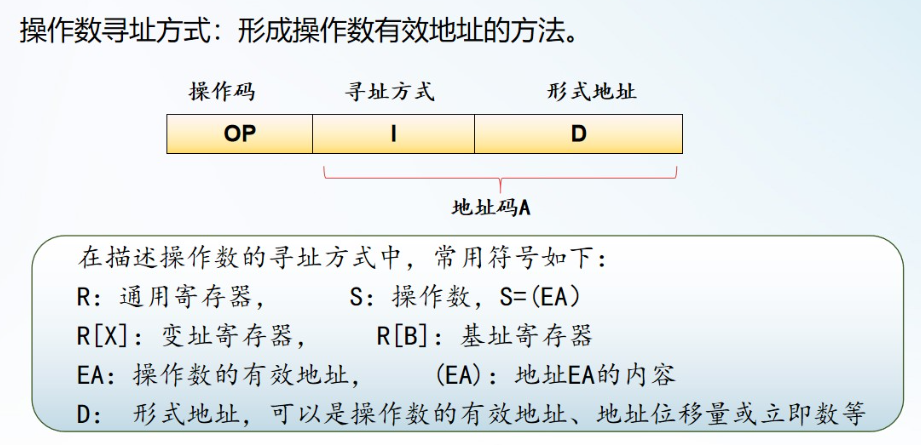 操作数寻址方式：形成操作数有效地址的方法。
操作码 寻址方式 形式地址
OP I D
地址码A
在描述操作数的寻址方式中，常用符号如下：
R：通用寄存器， S：操作数，S=(EA)
R[X]：变址寄存器， R[B]：基址寄存器
EA：操作数的有效地址， (EA)：地址EA的内容
D： 形式地址，可以是操作数的有效地址、地址位移量或立即数等